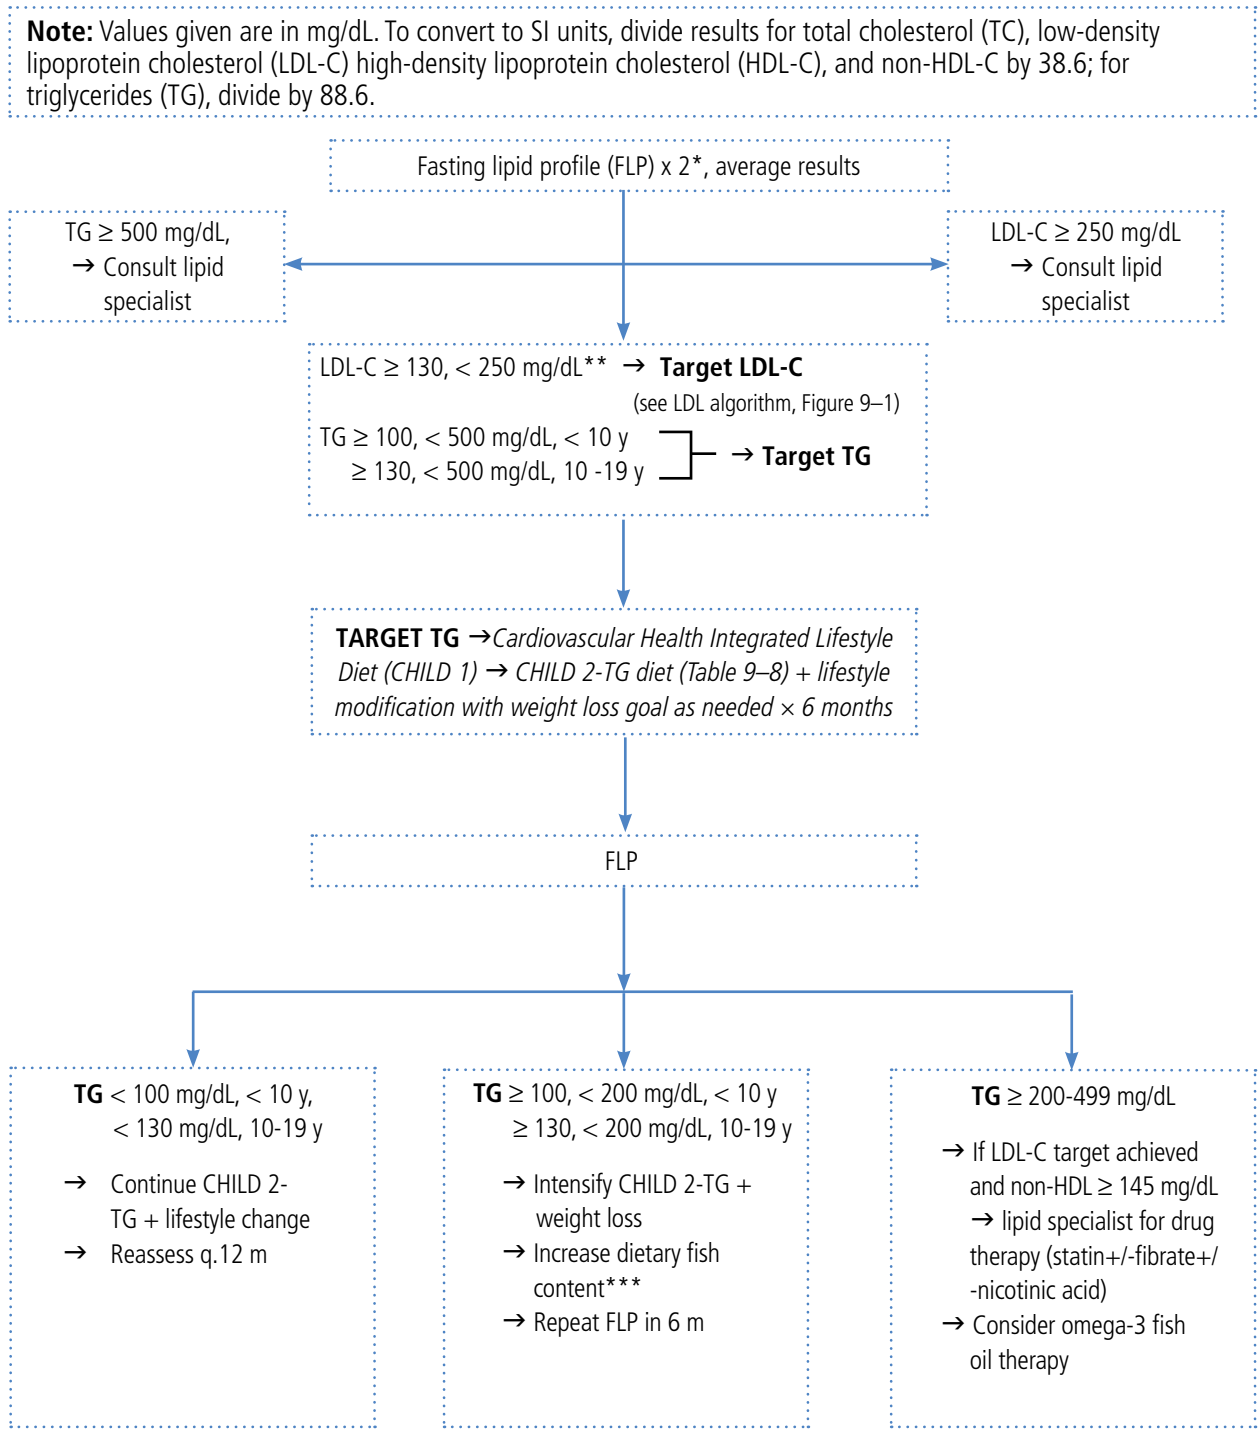 Note: Values given are in mg/dL. To convert to SI units, divide results for total cholesterol (TC), low-density
lipoprotein cholesterol (LDL-C) high-density lipoprotein cholesterol (HDL-C), and non-HDL-C by 38.6; for
triglycerides (TG), divide by 88.6.
Fasting lipid profile (FLP) x 2*, average results
TG ≥ 500 mg/dL,
→ Consult lipid
specialist
LDL-C ≥ 250 mg/dL
→ Consult lipid
specialist
LDL-C ≥ 130, < 250 mg/dL** → Target LDL-C
(see LDL algorithm, Figure 9–1)
TG ≥ 100, < 500 mg/dL, < 10 y
≥ 130, < 500 mg/dL, 10 -19 y
→ Target TG
TARGET TG → Cardiovascular Health Integrated Lifestyle
Diet (CHILD 1) → CHILD 2-TG diet (Table 9–8) + lifestyle
modification with weight loss goal as needed × 6 months
FLP
TG < 100 mg/dL, < 10 y,
< 130 mg/dL, 10-19 y
→ Continue CHILD 2-
TG + lifestyle change
→ Reassess q.12 m
TG ≥ 100, < 200 mg/dL, < 10 y
≥ 130, < 200 mg/dL, 10-19 y
→ Intensify CHILD 2-TG +
weight loss
→ Increase dietary fish
content***
→ Repeat FLP in 6 m
TG ≥ 200-499 mg/dL
→ If LDL-C target achieved
and non-HDL ≥ 145 mg/dL
→ lipid specialist for drug
therapy (statin+/-fibrate+/
-nicotinic acid)
→ Consider omega-3 fish
oil therapy